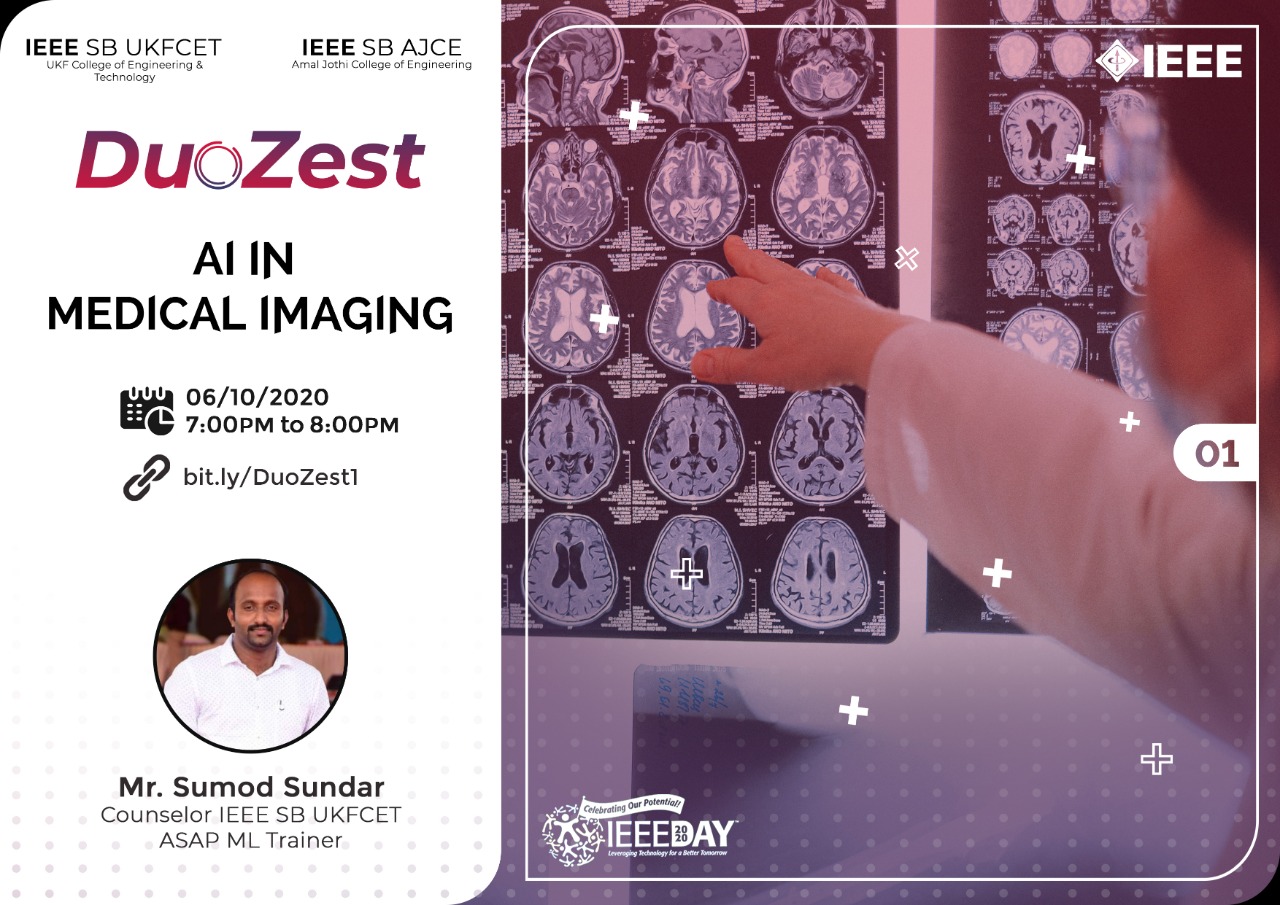 IEEE SB UKFCET
UKF College of Engineering &
Technology
IEEE SB AJCE
Amal Jothi College of Engineering
DuoZest
AI IN
MEDICAL IMAGING
06/10/2020
7:00PM to 8:00PM
bit.ly/DuoZest1
Mr. Sumod Sundar
Counselor IEEE SB UKFCET
ASAP ML Trainer
IEEE
01
Celebrating Our Potential!
IEEEDAY 2020
Leveraging Technology for a Better Tomorrow